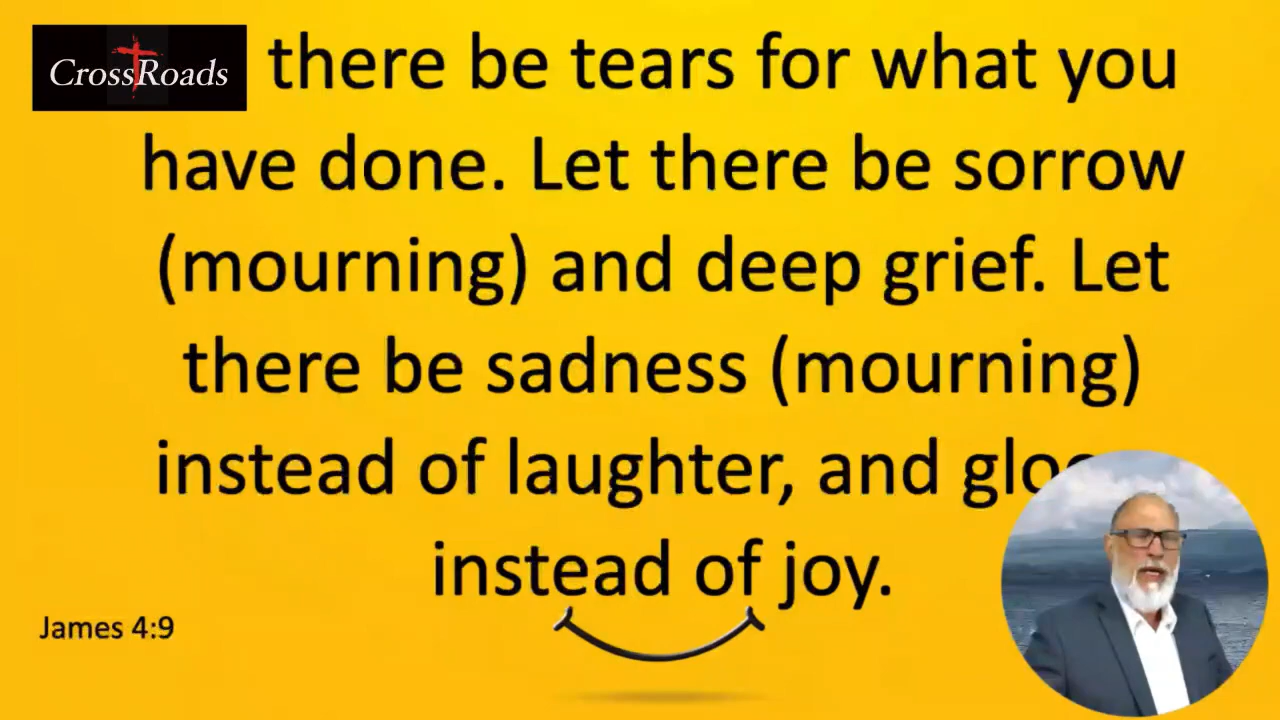 CrossRoads
there be tears for what you
have done. Let there be sorrow
(mourning) and deep grief. Let
there be sadness (mourning)
instead of laughter, and
instead of joy.
James 4:9